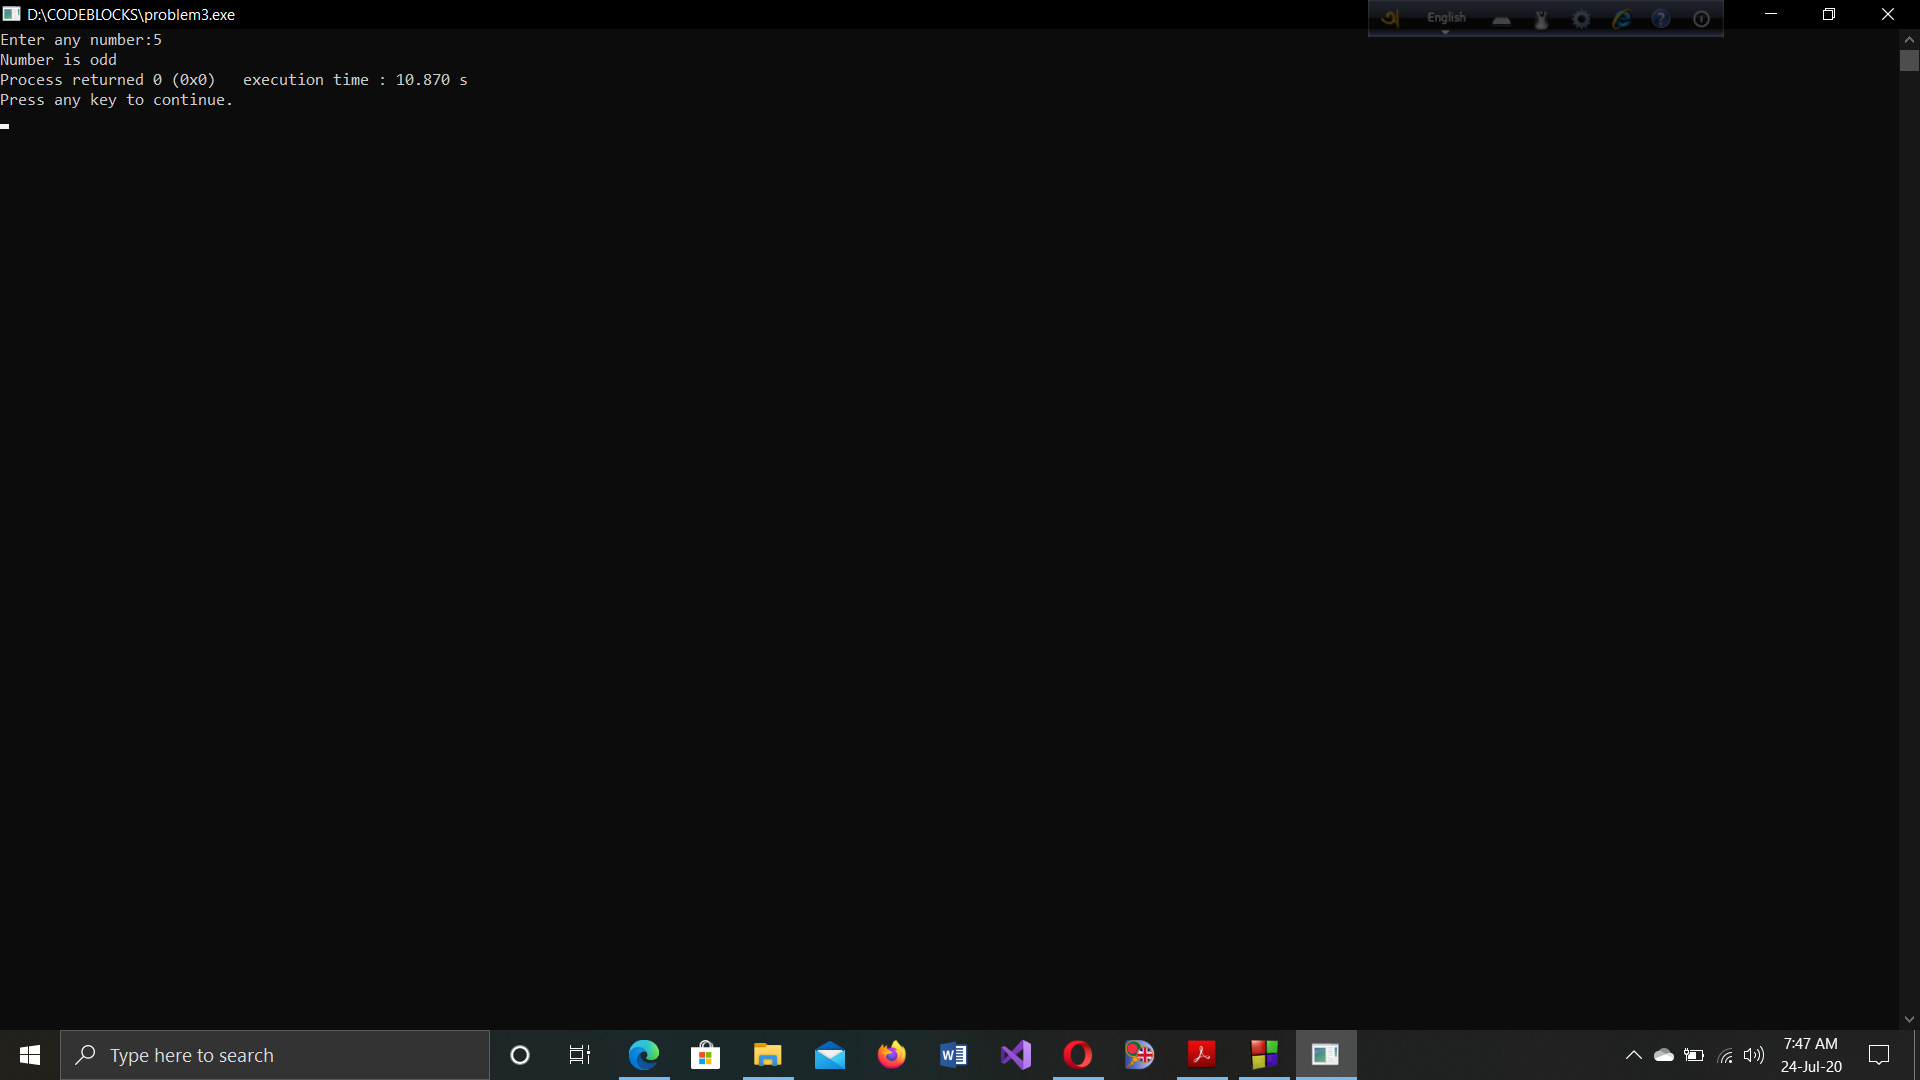 D:\CODEBLOCKS\problem3.exe
অ English
Enter any number:5
Number is odd
Process returned 0 (0x0)   execution time : 10.870 s
Press any key to continue.
Type here to search
7:47 AM
24-Jul-20